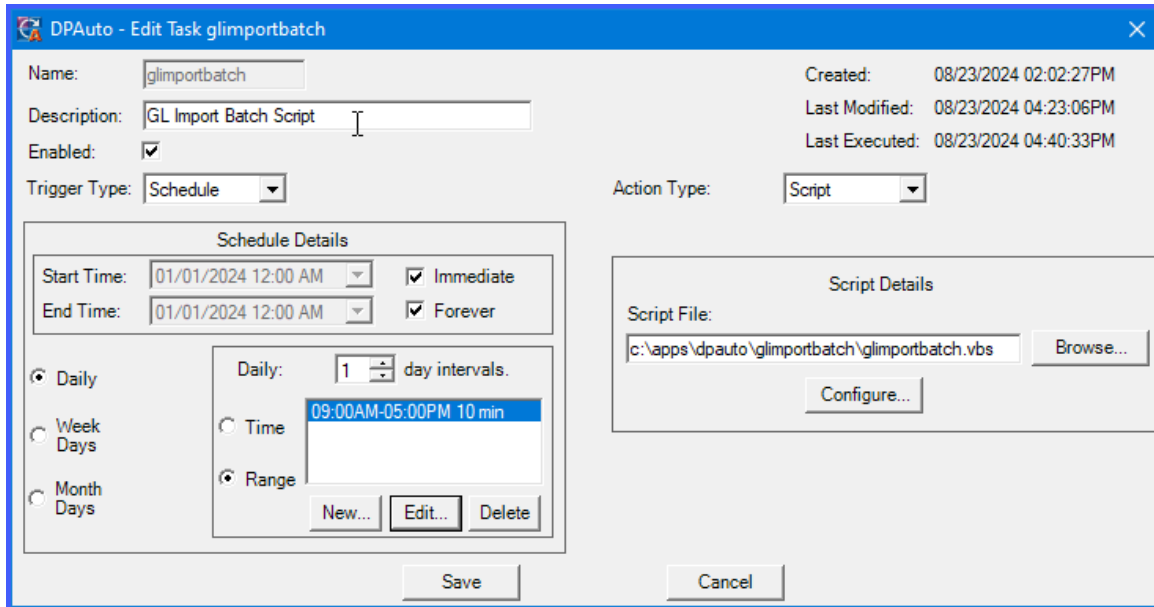 DPAuto - Edit Task glimportbatch
Name: glimportbatch
Created: 08/23/2024 02:02:27PM
Description: GL Import Batch Script
Last Modified: 08/23/2024 04:23:06PM
Enabled:
Last Executed: 08/23/2024 04:40:33PM
Trigger Type: Schedule
Action Type: Script
Schedule Details
Start Time: 01/01/2024 12:00 AM Immediate
End Time: 01/01/2024 12:00 AM Forever
Daily
Week
Days
Month
Days
Daily: 1 day intervals.
Time
Range
09:00AM-05:00PM 10 min
New... Edit... Delete
Script Details
Script File:
c:\apps\dpauto\glimportbatch\glimportbatch.vbs Browse...
Configure...
Save Cancel